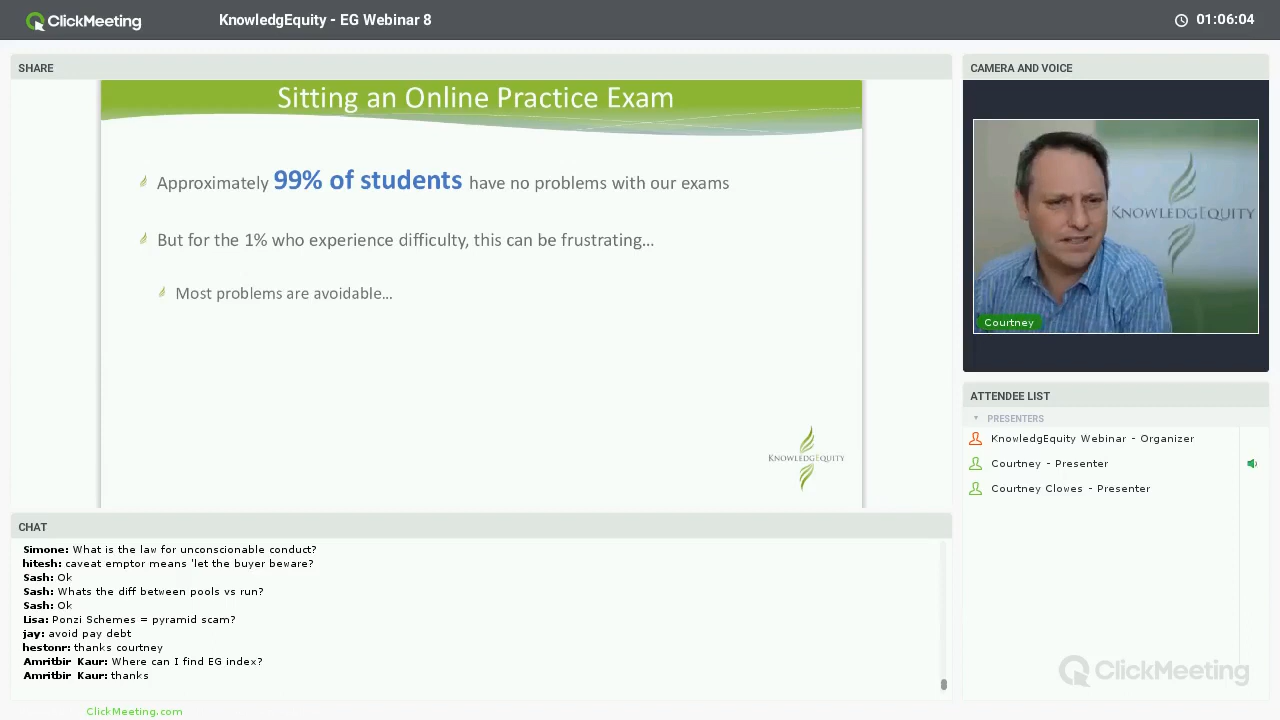 ClickMeeting
KnowledgEquity - EG Webinar 8
01:06:04
SHARE
Sitting an Online Practice Exam
Approximately 99% of students have no problems with our exams
But for the 1% who experience difficulty, this can be frustrating...
Most problems are avoidable...
KNOWLEDGEQUITY
CAMERA AND VOICE
KNOWLEDGEQUITY
Courtney
ATTENDEE LIST
PRESENTERS
KnowledgEquity Webinar - Organizer
Courtney - Presenter
Courtney Clowes - Presenter
CHAT
Simone: What is the law for unconscionable conduct?
hitesh: caveat emptor means 'let the buyer beware?
Sash: Ok
Sash: Whats the diff between pools vs run?
Sash: Ok
Lisa: Ponzi Schemes = pyramid scam?
jay: avoid pay debt
hestonr: thanks courtney
Amritbir Kaur: Where can I find EG index?
Amritbir Kaur: thanks
ClickMeeting
ClickMeeting.com